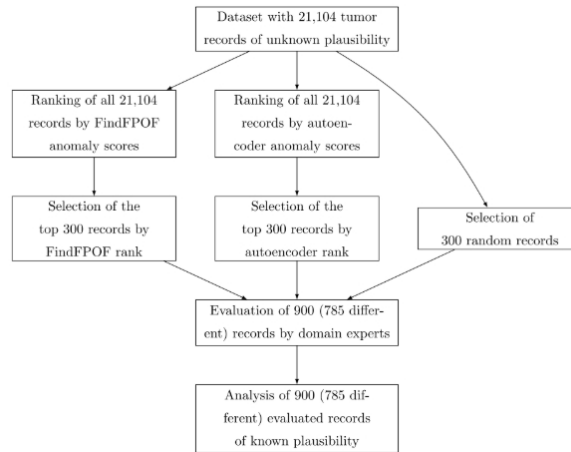 Dataset with 21,104 tumor
records of unknown plausibility
Ranking of all 21,104
records by FindFPOF
anomaly scores
Ranking of all 21,104
records by autoen-
coder anomaly scores
Selection of the
top 300 records by
FindFPOF rank
Selection of the
top 300 records by
autoencoder rank
Selection of
300 random records
Evaluation of 900 (785 differ-
ent) records by domain experts
Analysis of 900 (785 dif-
ferent) evaluated records
of known plausibility